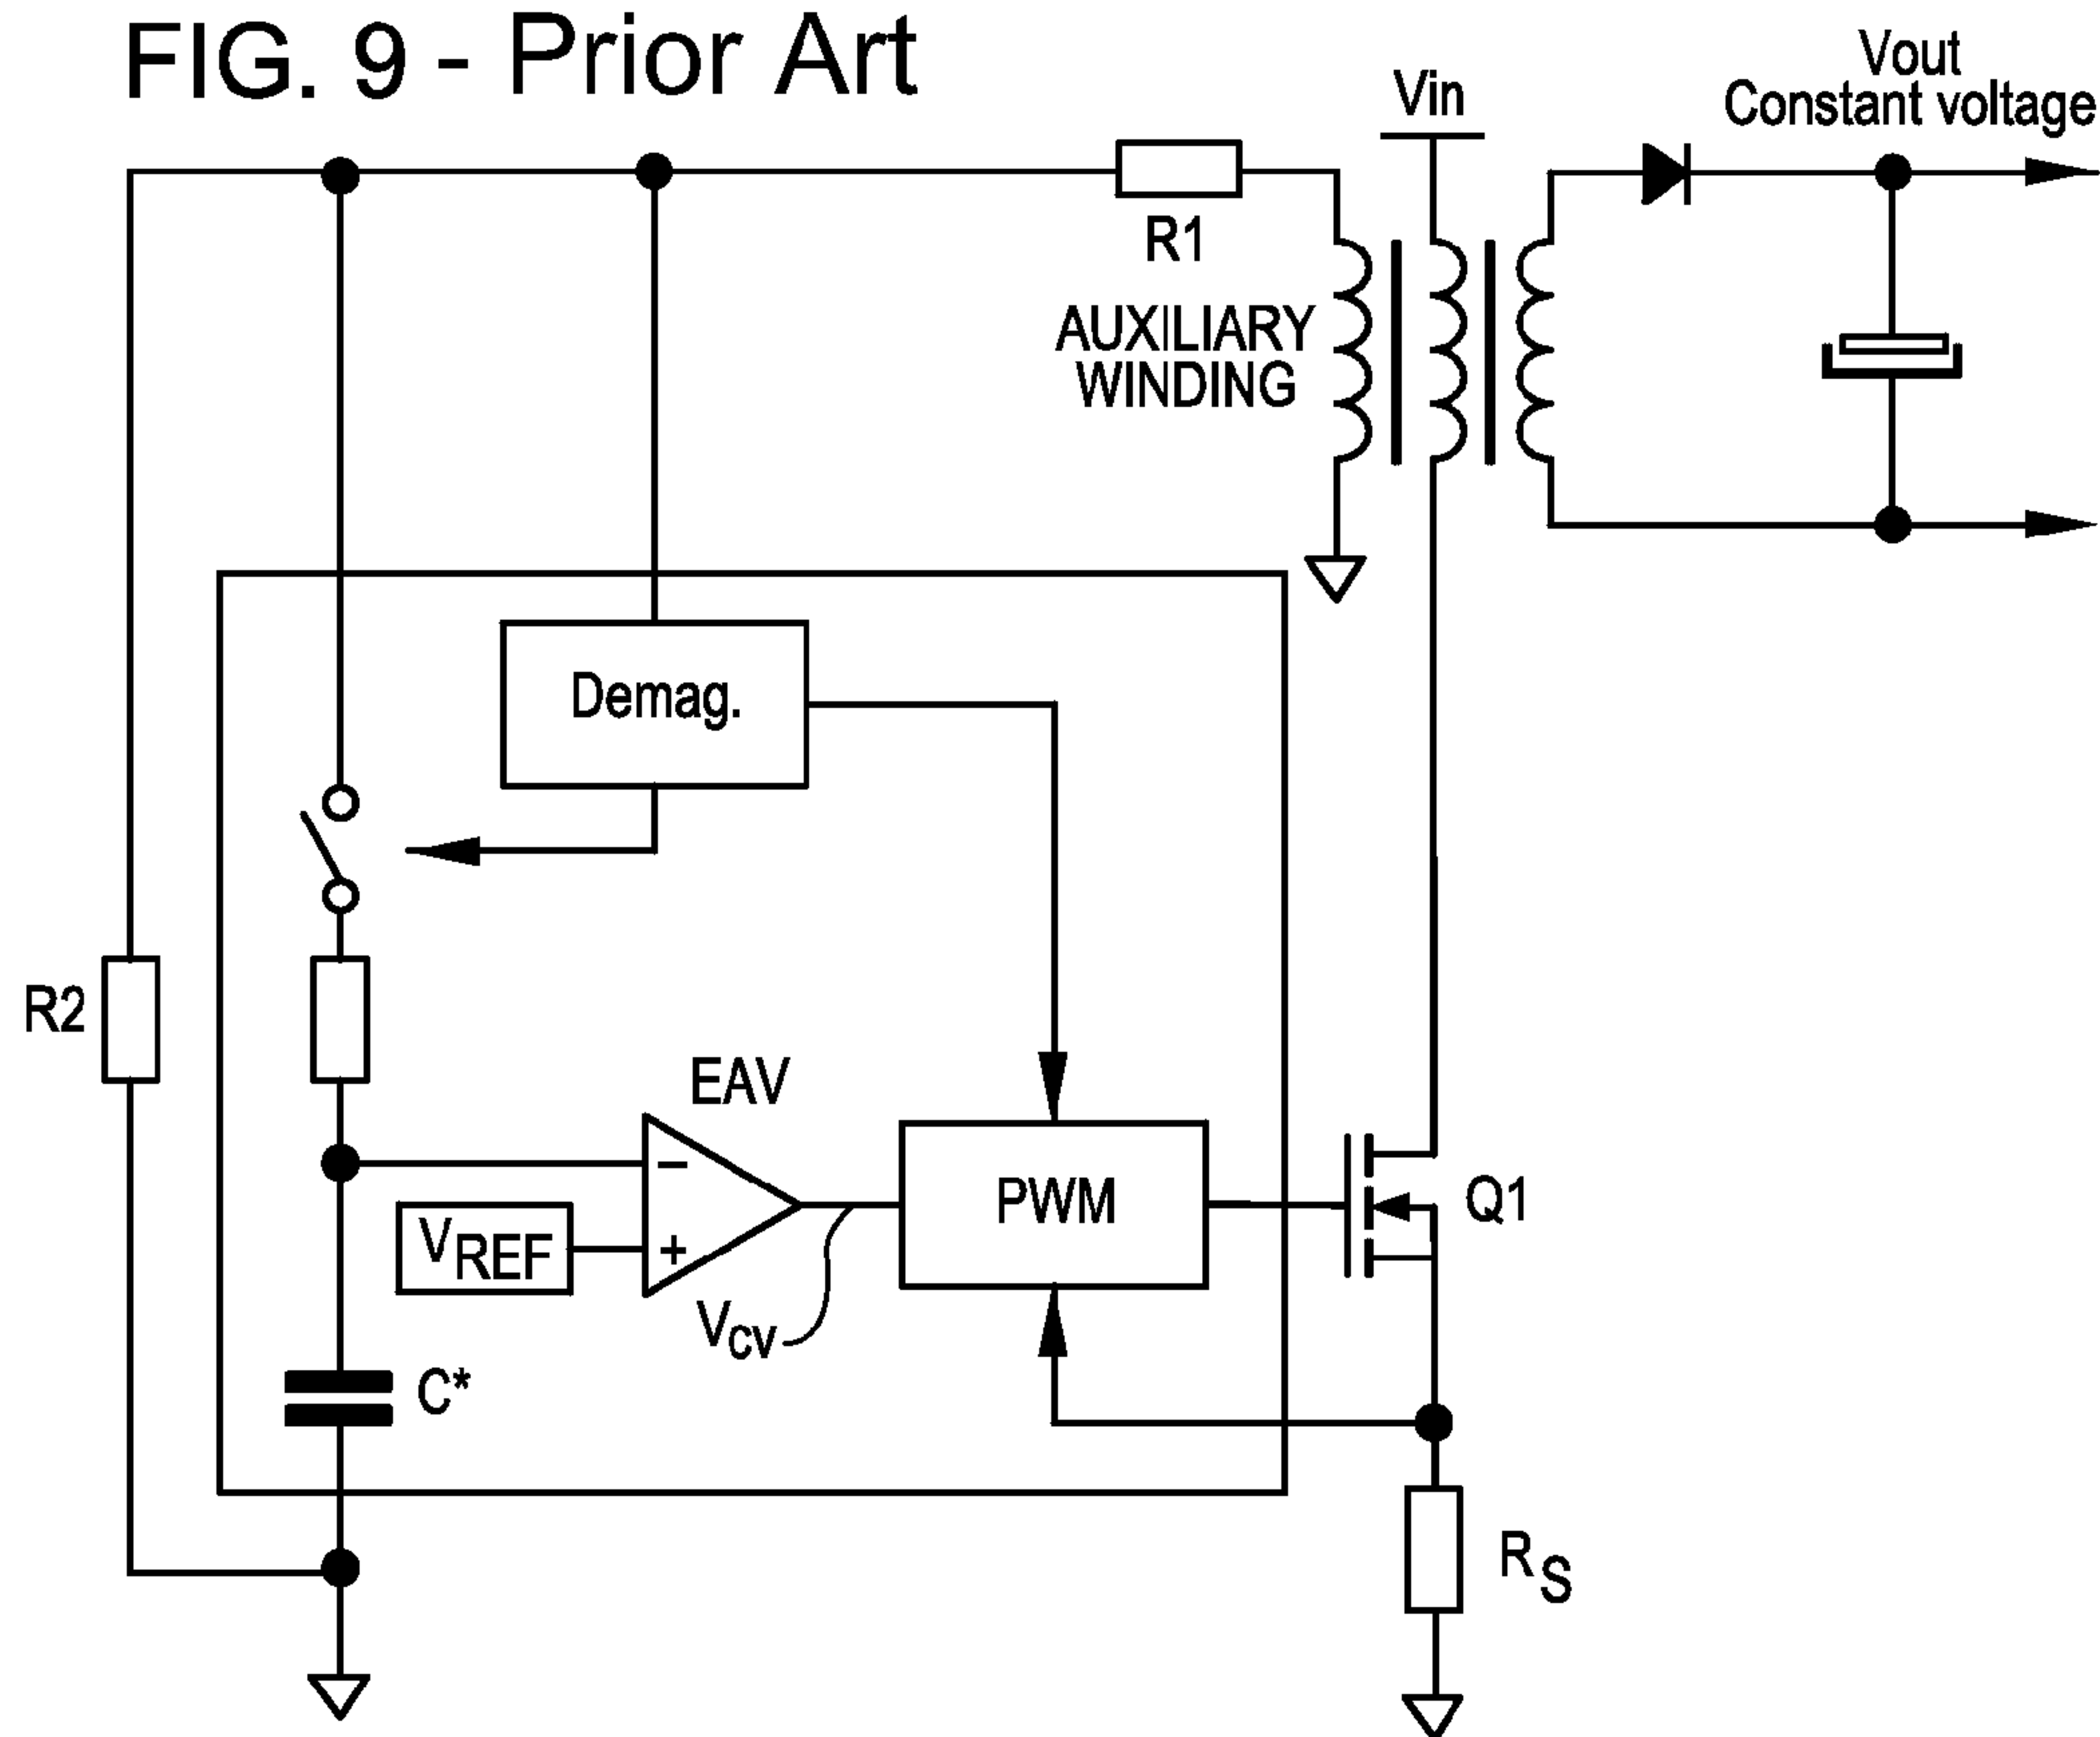 FIG. 9 - Prior Art
Vin
Vout
Constant voltage
R1
AUXILIARY
WINDING
Demag.
R2
EAV
−
VREF
+
PWM
Q1
VCV
C*
RS